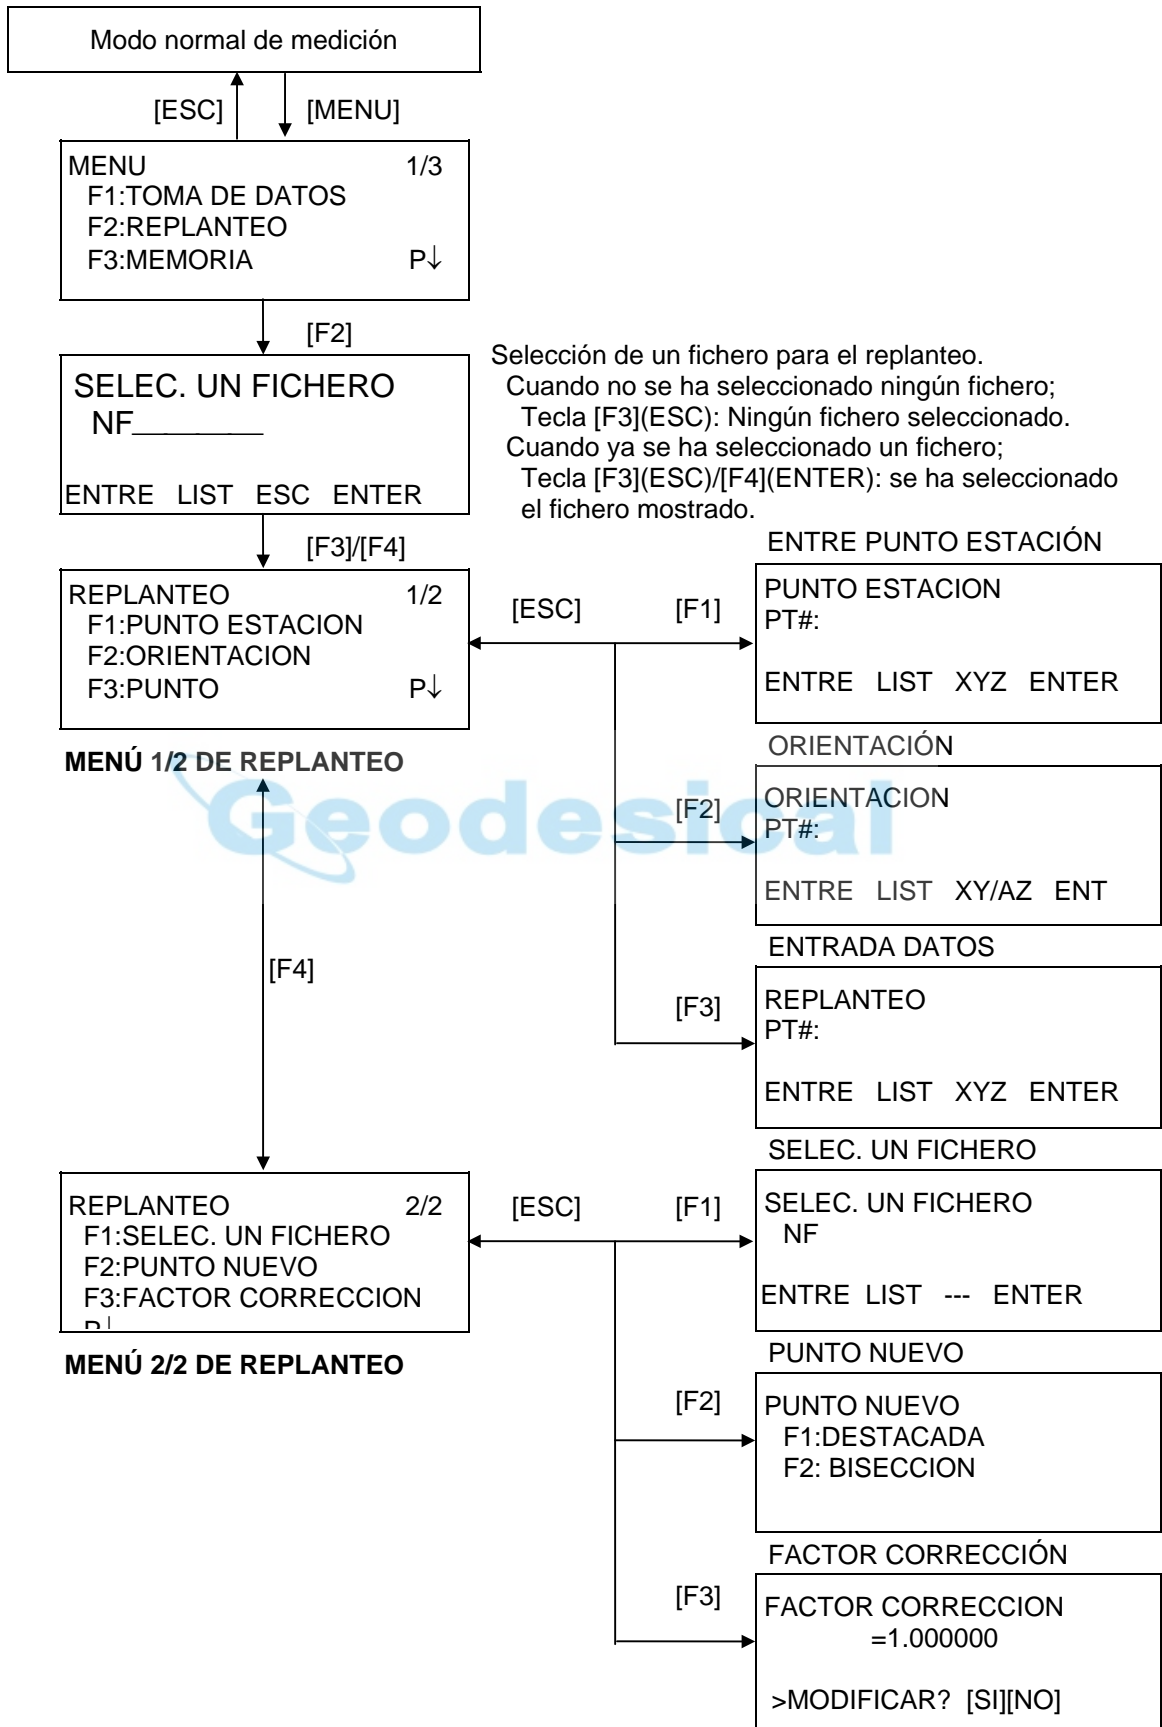 Modo normal de medición
[ESC] [MENU]
MENU 1/3
F1:TOMA DE DATOS
F2:REPLANTEO
F3:MEMORIA P↓
[F2]
SELEC. UN FICHERO
NF________
ENTRE LIST ESC ENTER
Selección de un fichero para el replanteo.
Cuando no se ha seleccionado ningún fichero;
Tecla [F3](ESC): Ningún fichero seleccionado.
Cuando ya se ha seleccionado un fichero;
Tecla [F3](ESC)/[F4](ENTER): se ha seleccionado
el fichero mostrado.
[F3]/[F4]
REPLANTEO 1/2
F1:PUNTO ESTACION
F2:ORIENTACION
F3:PUNTO P↓
MENÚ 1/2 DE REPLANTEO
[ESC] [F1]
ENTRE PUNTO ESTACIÓN
PUNTO ESTACION
PT#:
ENTRE LIST XYZ ENTER
ORIENTACIÓN
[F2]
ORIENTACION
PT#:
ENTRE LIST XY/AZ ENT
Geodesical
ENTRADA DATOS
[F3]
REPLANTEO
PT#:
ENTRE LIST XYZ ENTER
[F4]
REPLANTEO 2/2
F1:SELEC. UN FICHERO
F2:PUNTO NUEVO
F3:FACTOR CORRECCION
P↓
MENÚ 2/2 DE REPLANTEO
[ESC] [F1]
SELEC. UN FICHERO
SELEC. UN FICHERO
NF
ENTRE LIST --- ENTER
PUNTO NUEVO
[F2]
PUNTO NUEVO
F1:DESTACADA
F2: BISECCION
FACTOR CORRECCIÓN
[F3]
FACTOR CORRECCION
=1.000000
>MODIFICAR? [SI][NO]